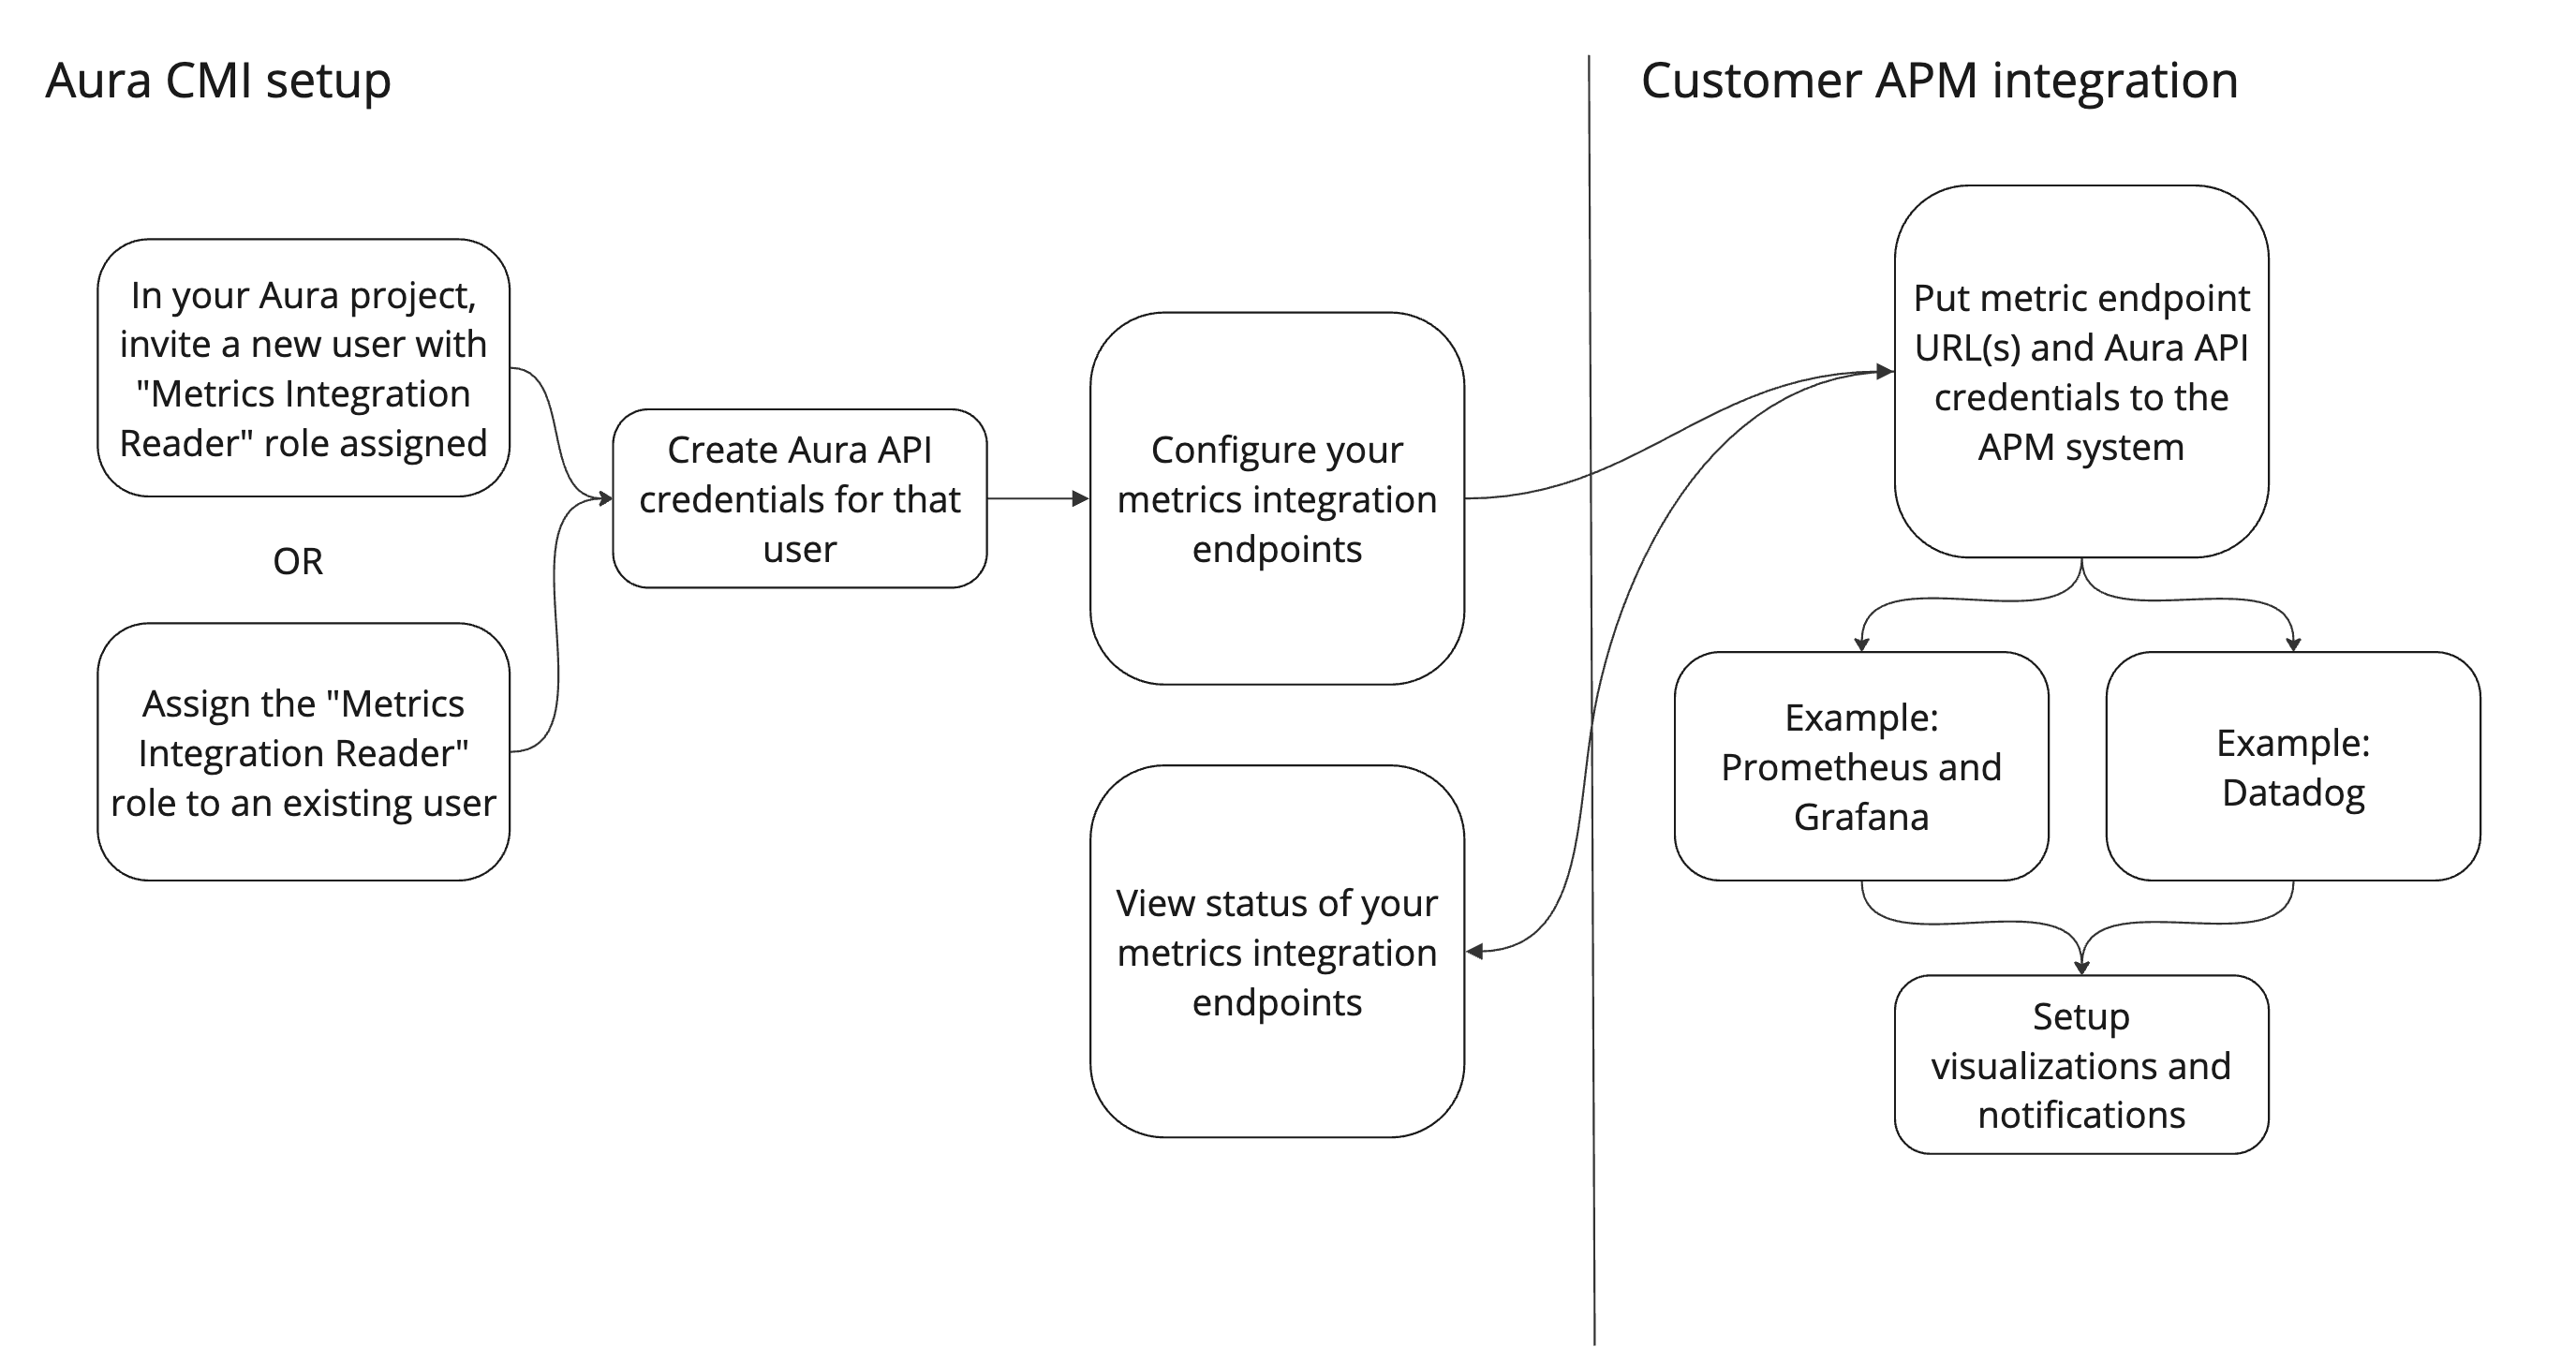 Aura CMI setup
In your Aura project,
invite a new user with
"Metrics Integration
Reader" role assigned
OR
Assign the "Metrics
Integration Reader"
role to an existing user
Create Aura API
credentials for that
user
Configure your
metrics integration
endpoints
View status of your
metrics integration
endpoints
Customer APM integration
Put metric endpoint
URL(s) and Aura API
credentials to the
APM system
Example:
Prometheus and
Grafana
Example:
Datadog
Setup
visualizations and
notifications